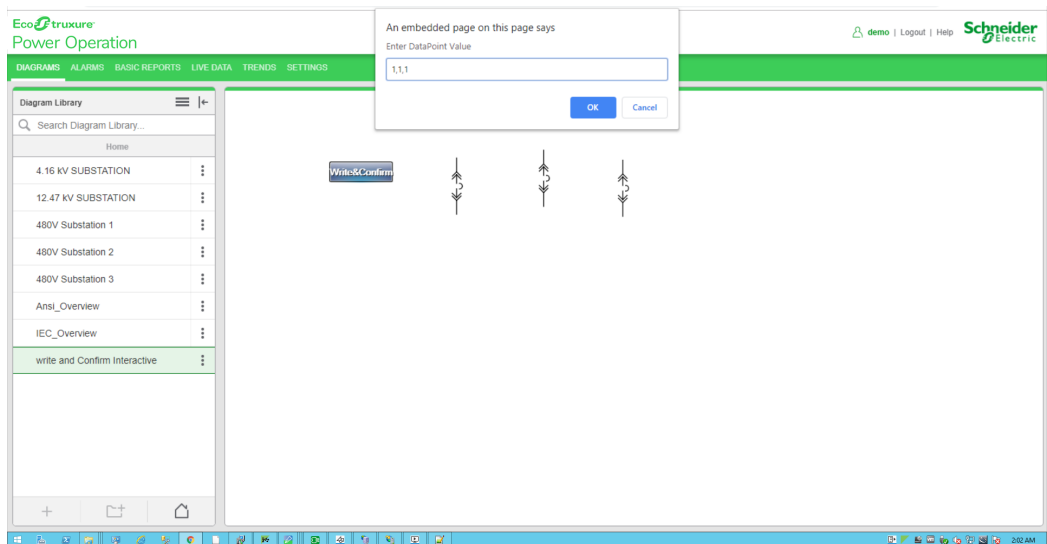 EcoStruxure
Power Operation
An embedded page on this page says
Enter DataPoint Value
1,1,1
OK Cancel
demo | Logout | Help
Schneider
Electric
DIAGRAMS ALARMS BASIC REPORTS LIVE DATA TRENDS SETTINGS
Diagram Library
Search Diagram Library...
Home
4.16 kV SUBSTATION
12.47 kV SUBSTATION
480V Substation 1
480V Substation 2
480V Substation 3
Ansi_Overview
IEC_Overview
write and Confirm Interactive
Write&Confirm
2:02 AM